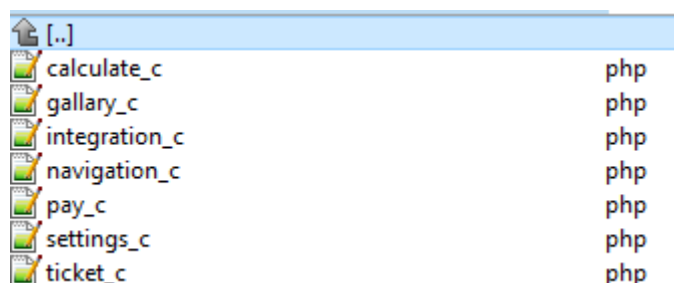 [..]
calculate_c php
gallary_c php
integration_c php
navigation_c php
pay_c php
settings_c php
ticket_c php